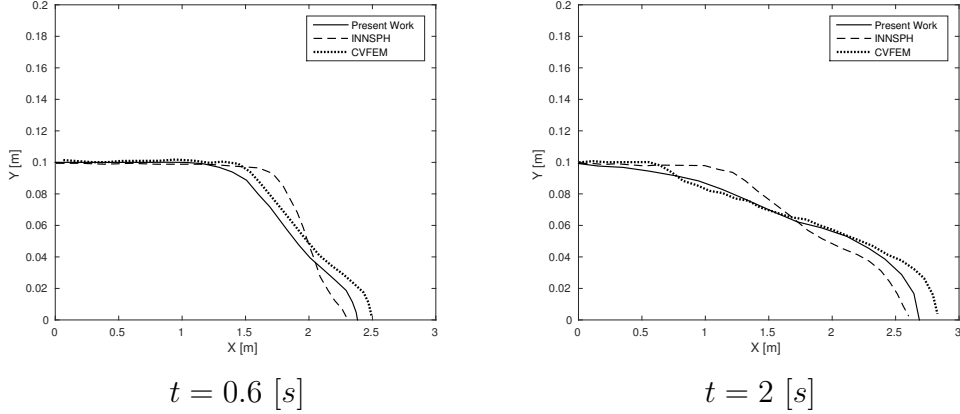 0.2
0.18
0.16
0.14
0.12
0.1
0.08
0.06
0.04
0.02
0
Y [m]
0 0.5 1 1.5 2 2.5 3
X [m]
Present Work
INNSPH
CVFEM
t = 0.6 [s]
0.2
0.18
0.16
0.14
0.12
0.1
0.08
0.06
0.04
0.02
0
Y [m]
0 0.5 1 1.5 2 2.5 3
X [m]
Present Work
INNSPH
CVFEM
t = 2 [s]